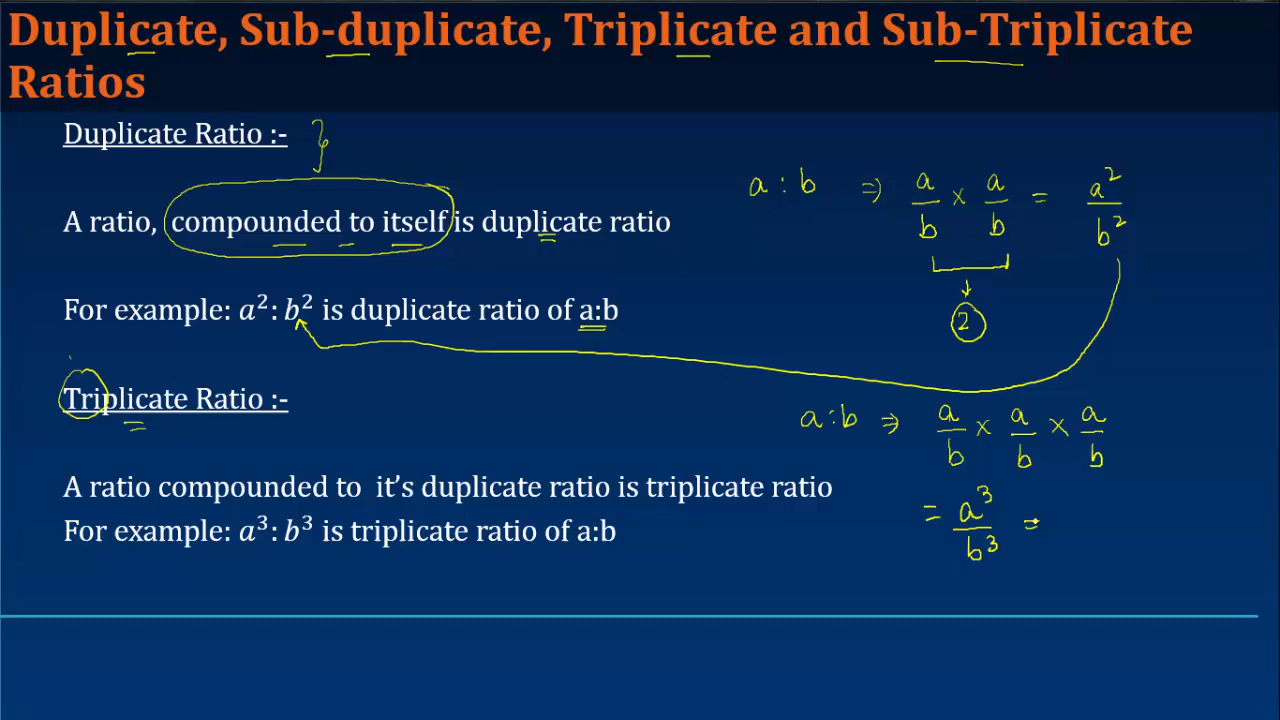 Duplicate, Sub-duplicate, Triplicate and Sub-Triplicate
Ratios
Duplicate Ratio :-
A ratio, compounded to itself is duplicate ratio
a : b ⇒ a/b × a/b = a²/b²
2
For example: a²: b² is duplicate ratio of a:b
Triplicate Ratio :-
a:b ⇒ a/b × a/b × a/b
A ratio compounded to it's duplicate ratio is triplicate ratio
For example: a³: b³ is triplicate ratio of a:b
= a³/b³ =